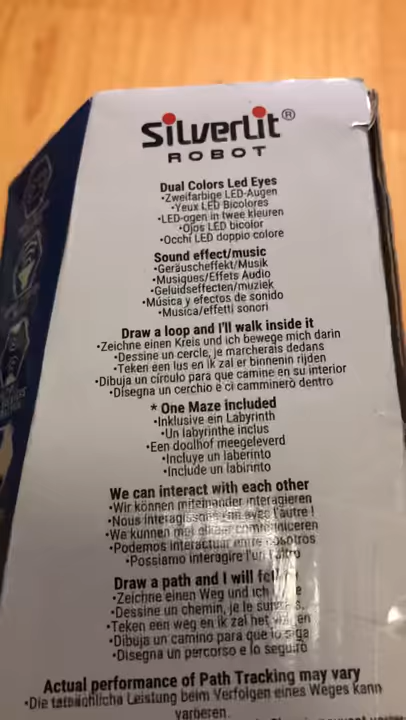 Silverlit®
ROBOT
Dual Colors Led Eyes
•Zweifarbige LED-Augen
•Yeux LED Bicolores
•LED-ogen in twee kleuren
•Ojos LED bicolor
•Occhi LED doppio colore
Sound effect/music
•Geräuscheffekt/Musik
•Musiques/Effets Audio
•Geluidseffecten/muziek
•Música y efectos de sonido
•Musica/effetti sonori
Draw a loop and I'll walk inside it
•Zeichne einen Kreis und ich bewege mich darin
•Dessine un cercle, je marcherais dedans
•Teken een lus en ik zal er binnenin rijden
•Dibuja un círculo para que camine en su interior
•Disegna un cerchio e ci camminerò dentro
* One Maze included
•Inklusive ein Labyrinth
•Un labyrinthe inclus
•Een doolhof meegeleverd
•Incluye un laberinto
•Include un labirinto
We can interact with each other
•Wir können miteinander interagieren
•Nous interagissons l'un avec l'autre !
•We kunnen met elkaar communiceren
•Podemos interactuar entre nosotros
•Possiamo interagire l'un l'altro
Draw a path and I will
•Zeichne einen Weg und ich
•Dessine un chemin, je le
•Teken een weg en ik zal het
•Dibuja un camino para que lo siga
•Disegna un percorso e lo seguirò
Actual performance of Path Tracking may vary
•Die tatsächliche Leistung beim Verfolgen eines Weges kann
variieren.